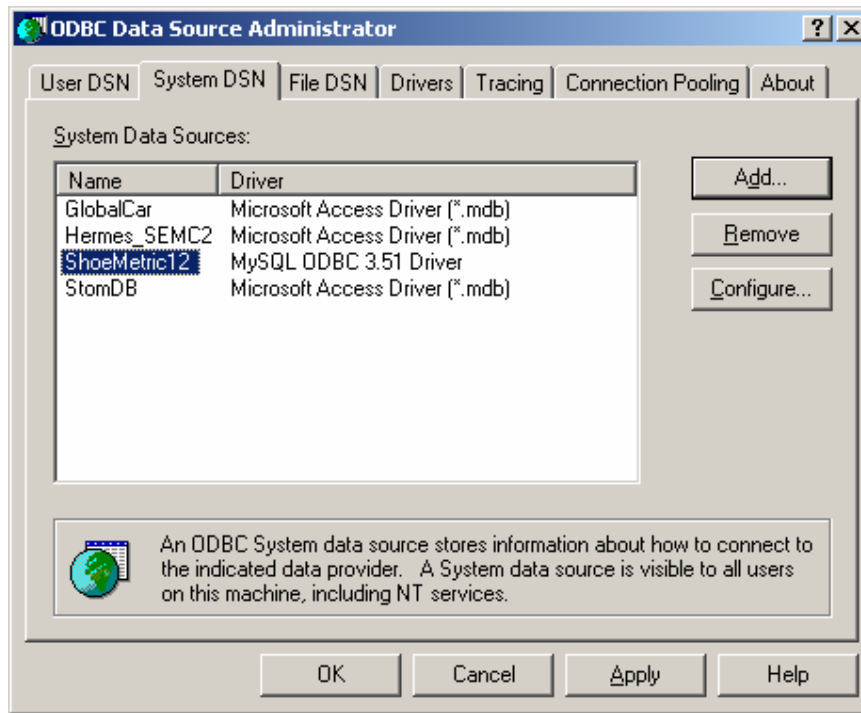 ODBC Data Source Administrator
User DSN System DSN File DSN Drivers Tracing Connection Pooling About
System Data Sources:
Name Driver
GlobalCar Microsoft Access Driver (*.mdb)
Hermes_SEMC2 Microsoft Access Driver (*.mdb)
ShoeMetric12 MySQL ODBC 3.51 Driver
StomDB Microsoft Access Driver (*.mdb)
Add...
Remove
Configure...
An ODBC System data source stores information about how to connect to
the indicated data provider. A System data source is visible to all users
on this machine, including NT services.
OK Cancel Apply Help